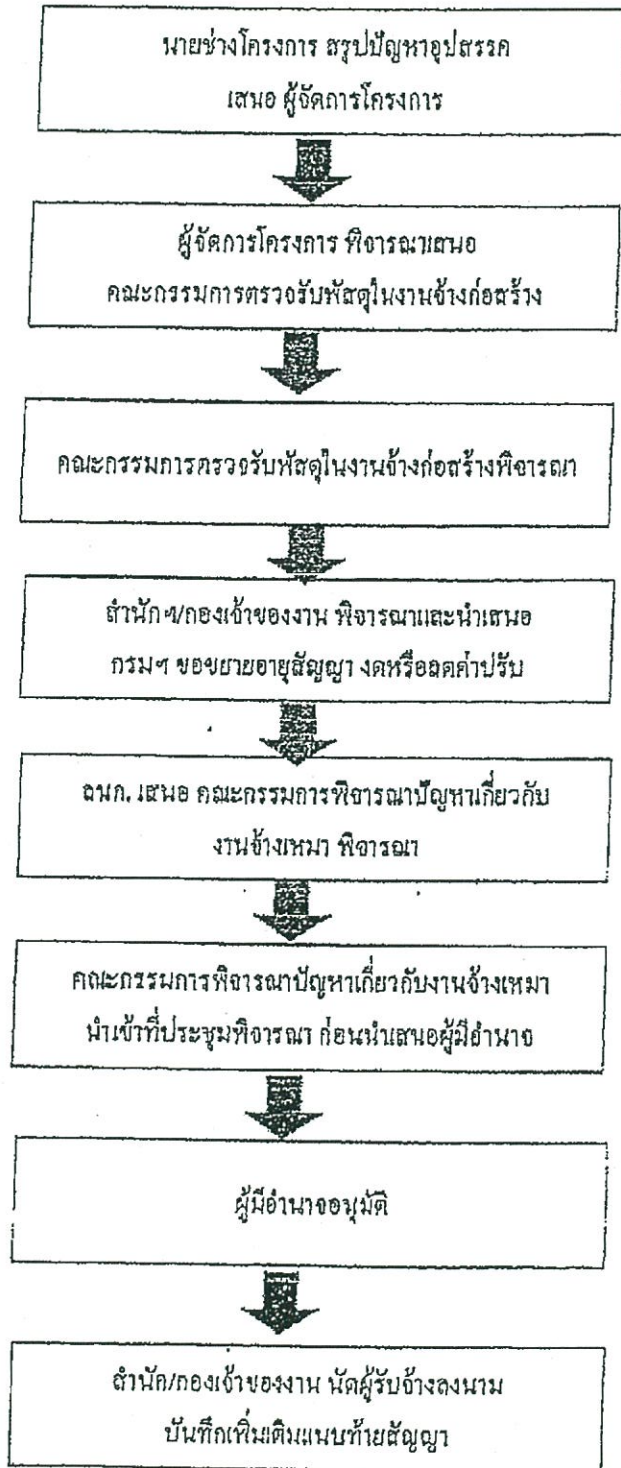 นายช่างโครงการ สรุปปัญหาอุปสรรค
เสนอ ผู้จัดการโครงการ
ผู้จัดการโครงการ พิจารณาเสนอ
คณะกรรมการตรวจรับพัสดุในงานจ้างก่อสร้าง
คณะกรรมการตรวจรับพัสดุในงานจ้างก่อสร้างพิจารณา
สำนักฯ/กองเจ้าของงาน พิจารณาและนำเสนอ
กรมฯ ขอขยายอายุสัญญา งดหรือลดค่าปรับ
ลนก. เสนอ คณะกรรมการพิจารณาปัญหาเกี่ยวกับ
งานจ้างเหมา พิจารณา
คณะกรรมการพิจารณาปัญหาเกี่ยวกับงานจ้างเหมา
นำเข้าที่ประชุมพิจารณา ก่อนนำเสนอผู้มีอำนาจ
ผู้มีอำนาจอนุมัติ
สำนัก/กองเจ้าของงาน นัดผู้รับจ้างลงนาม
บันทึกเพิ่มเติมแนบท้ายสัญญา